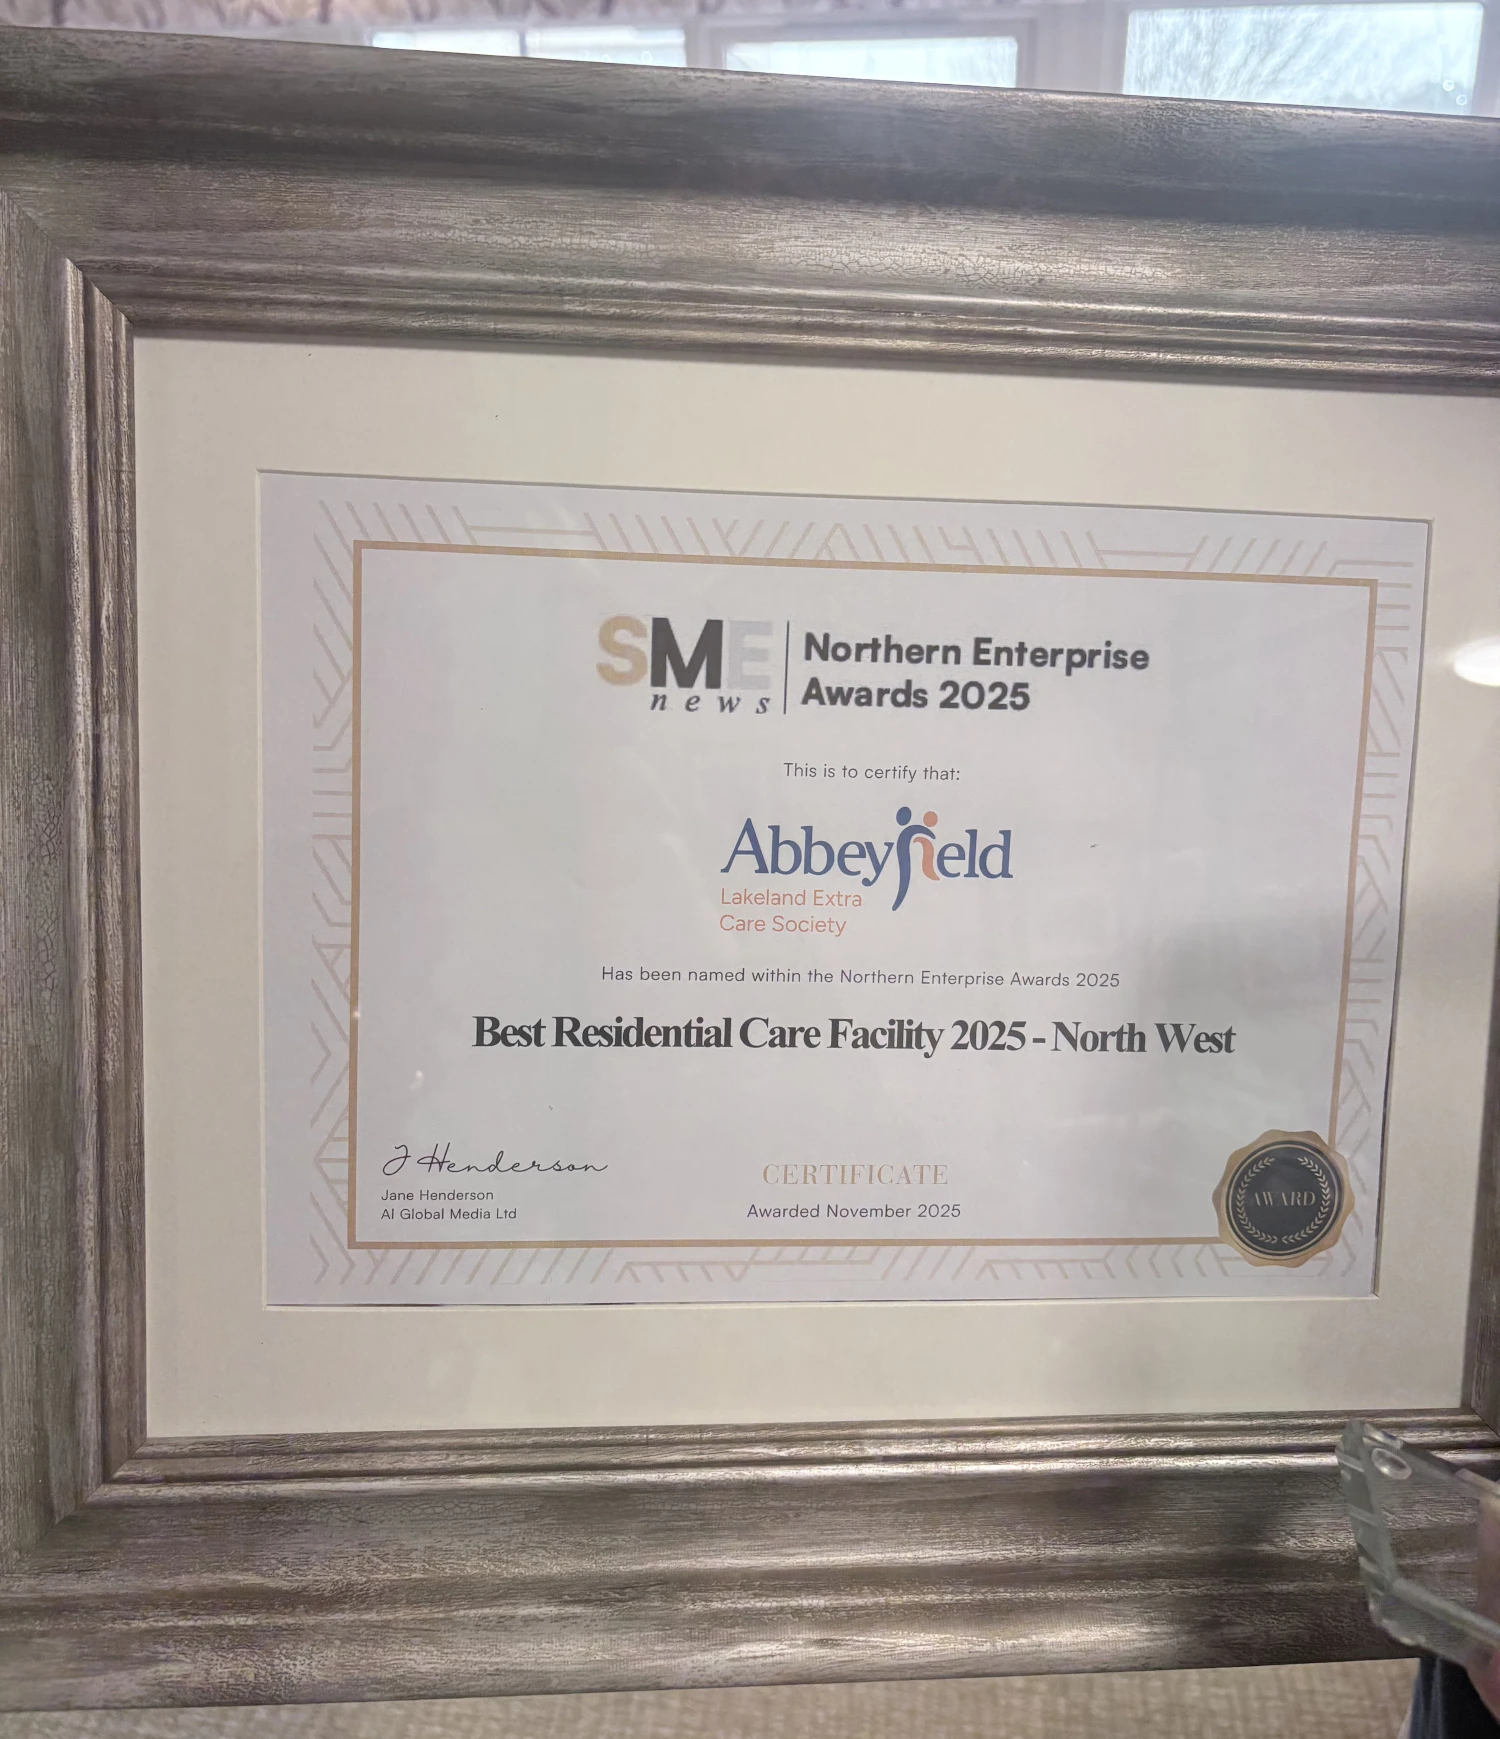 SME
news
Northern Enterprise
Awards 2025
This is to certify that:
Abbeyfield
Lakeland Extra
Care Society
Has been named within the Northern Enterprise Awards 2025
Best Residential Care Facility 2025 - North West
J Henderson
Jane Henderson
AI Global Media Ltd
CERTIFICATE
Awarded November 2025
AWARD